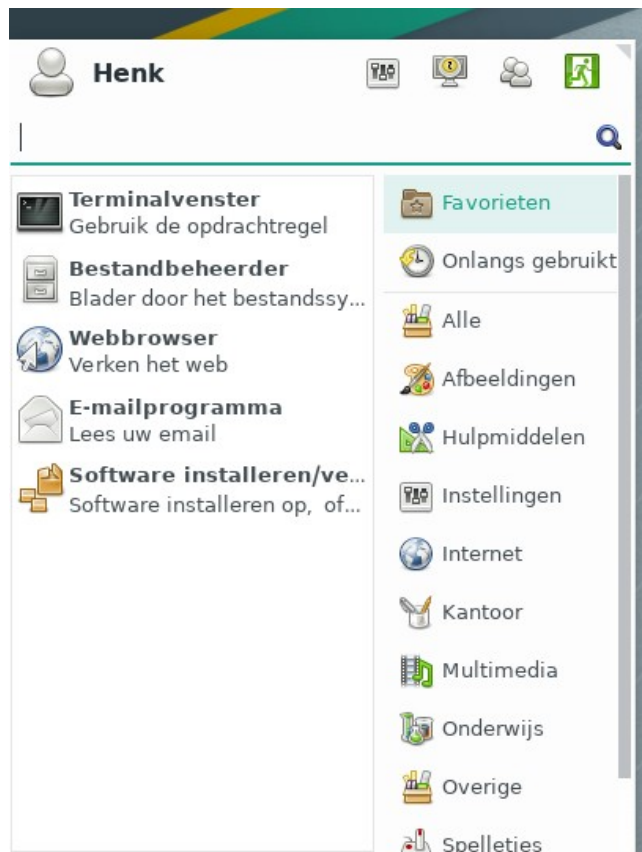 Henk
Terminalvenster
Gebruik de opdrachtregel
Bestandbeheerder
Blader door het bestandssy...
Webbrowser
Verken het web
E-mailprogramma
Lees uw email
Software installeren/ve...
Software installeren op, of...
Favorieten
Onlangs gebruikt
Alle
Afbeeldingen
Hulpmiddelen
Instellingen
Internet
Kantoor
Multimedia
Onderwijs
Overige
Spelletjes